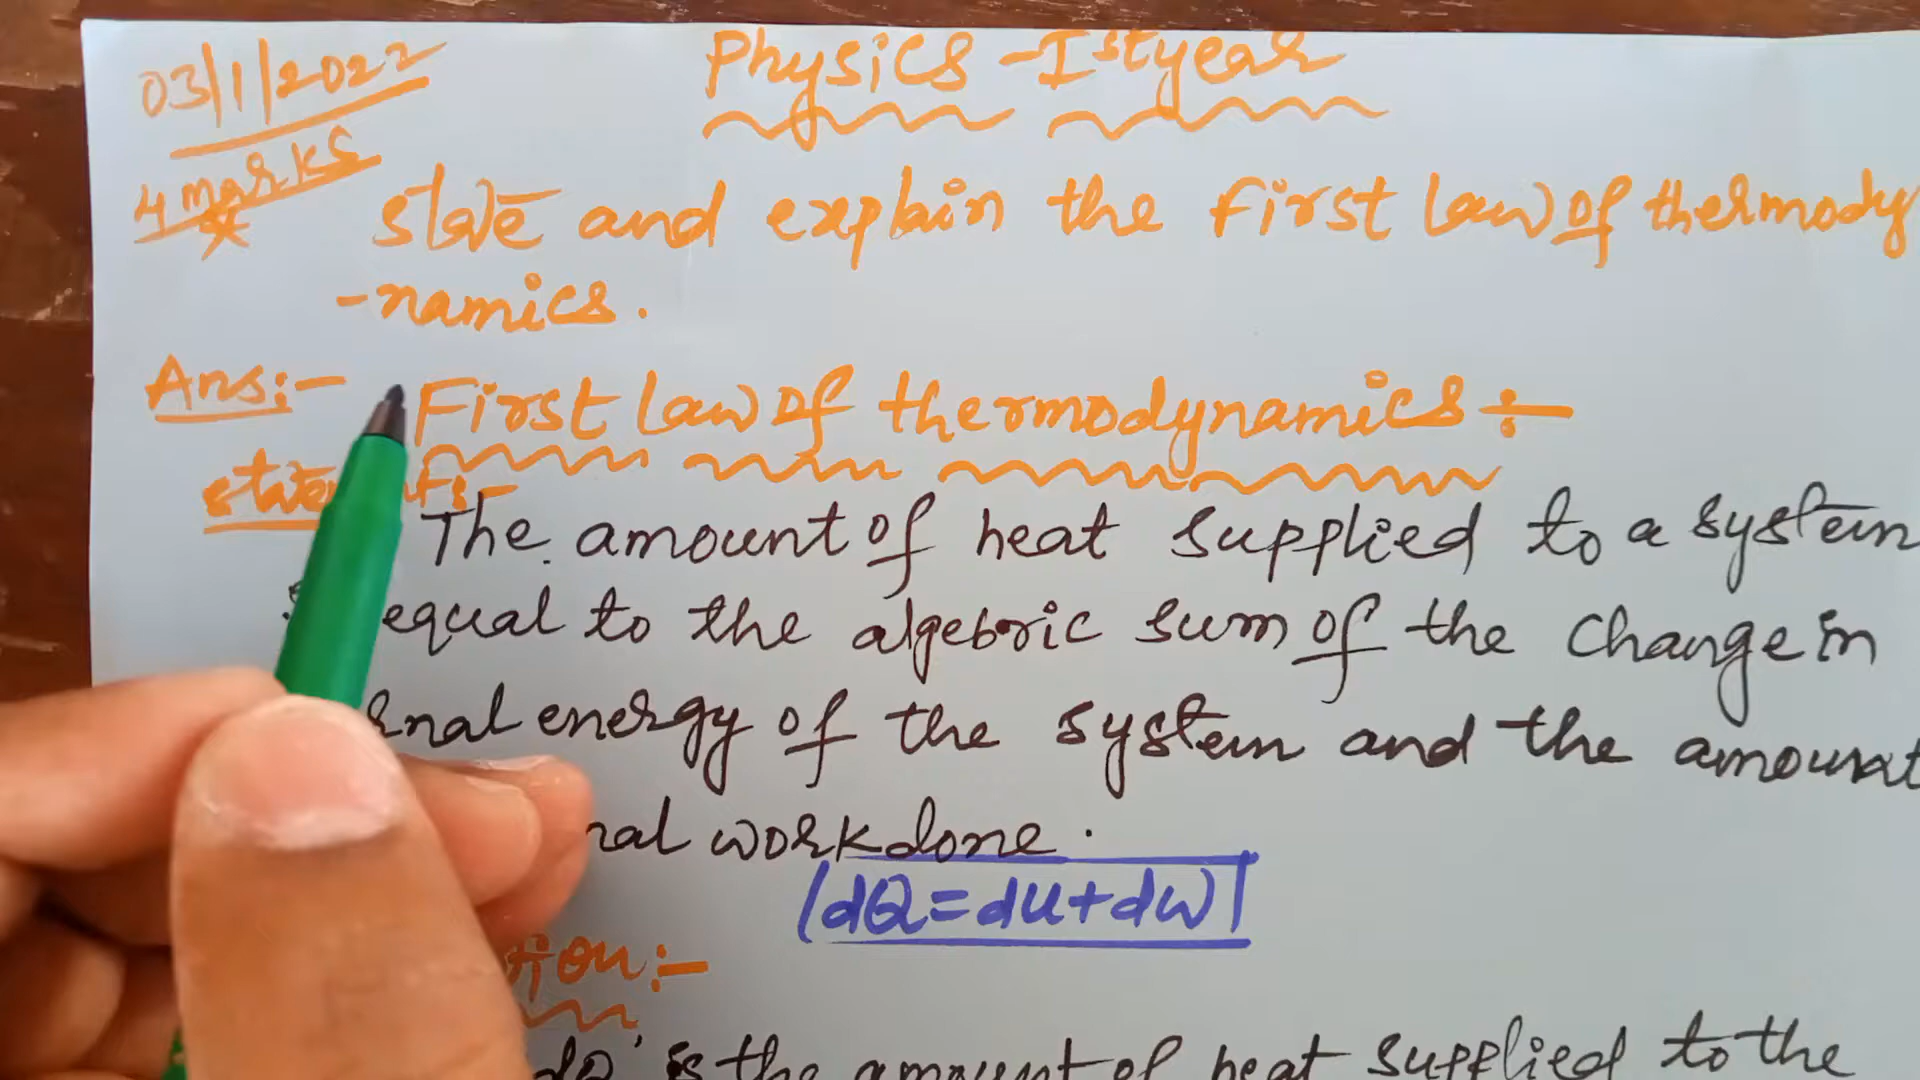 03/1/2022
Physics - Ist year
4 marks
state and explain the First law of thermody
-namics.
Ans:- First law of thermodynamics ÷
The amount of heat supplied to a system
equal to the algebric sum of the change in
energy of the system and the amount
workdone.
dQ = du + dw
is the amount of heat supplied to the